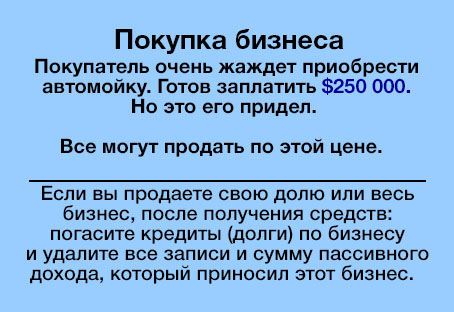 Покупка бизнеса
Покупатель очень жаждет приобрести
автомойку. Готов заплатить $250 000.
Но это его придел.
Все могут продать по этой цене.
Если вы продаете свою долю или весь
бизнес, после получения средств:
погасите кредиты (долги) по бизнесу
и удалите все записи и сумму пассивного
дохода, который приносил этот бизнес.